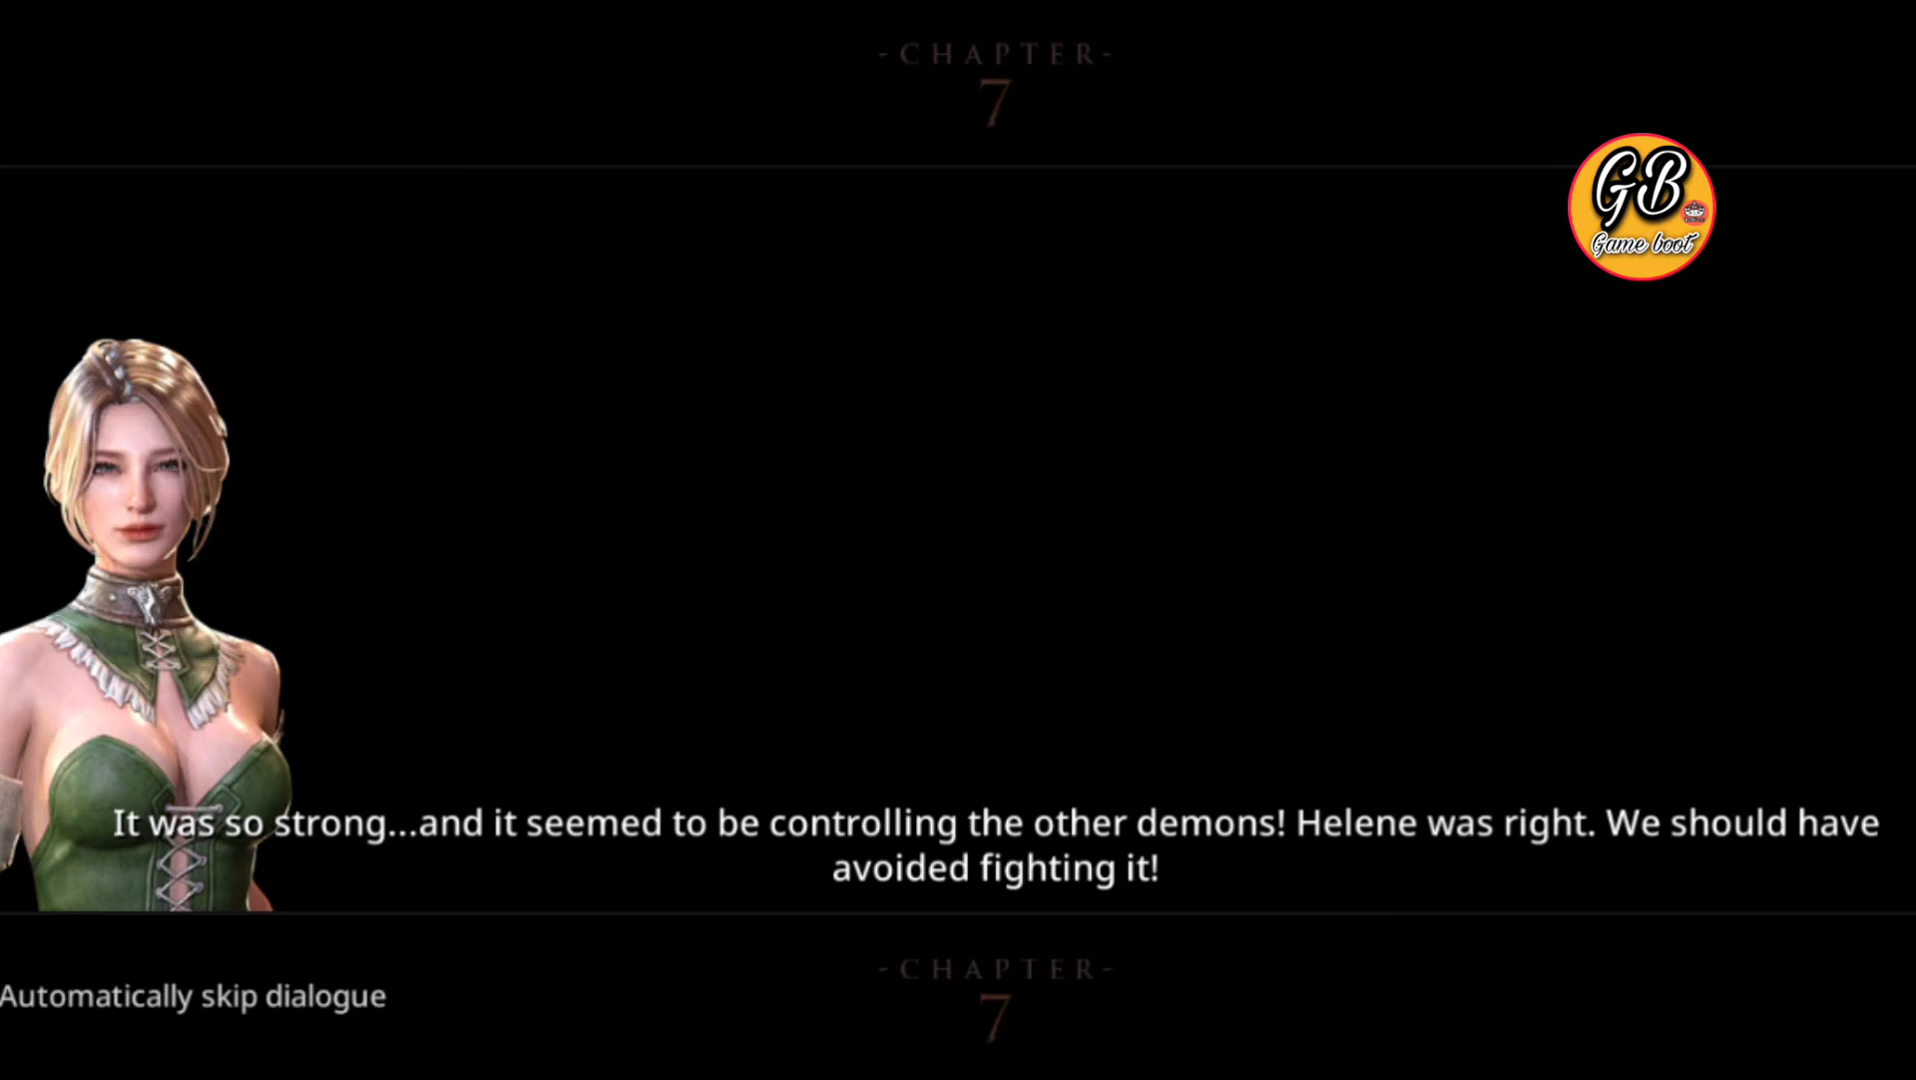 -CHAPTER-
7
GB
Game boot
It was so strong...and it seemed to be controlling the other demons! Helene was right. We should have
avoided fighting it!
-CHAPTER-
7
Automatically skip dialogue